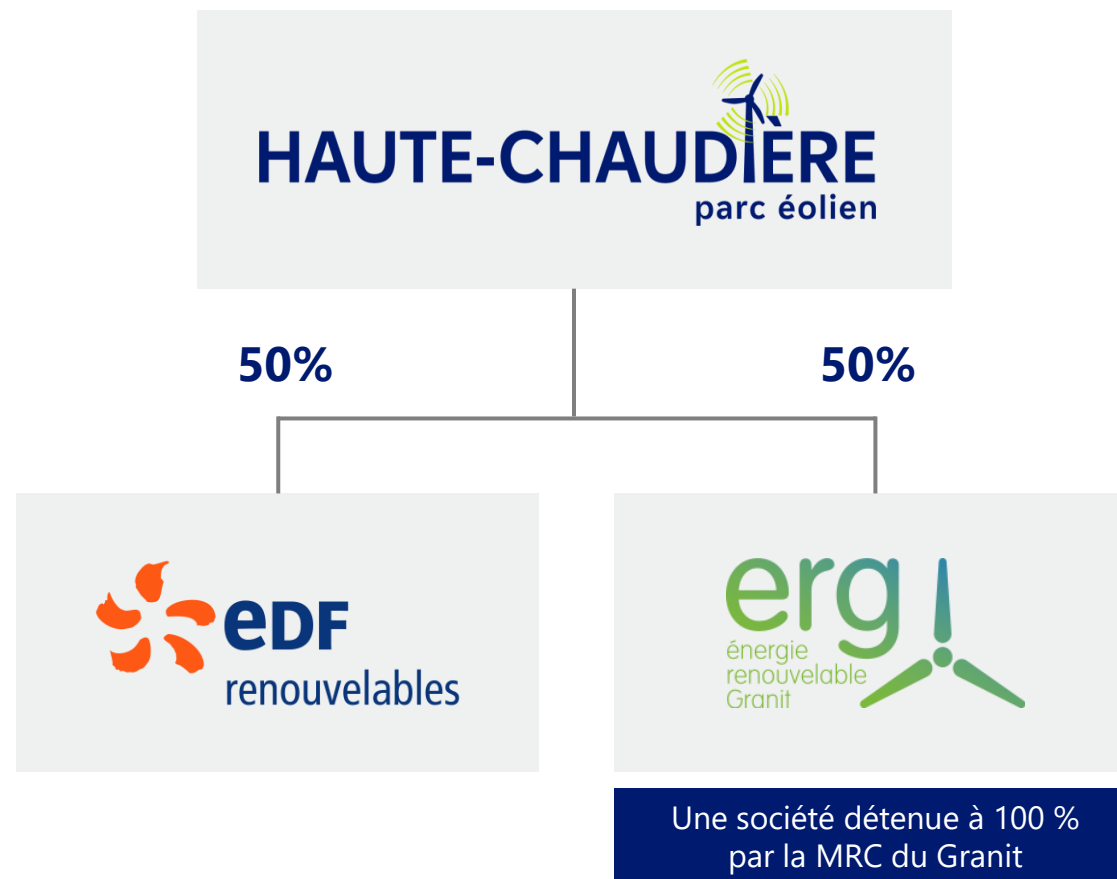 HAUTE-CHAUDIÈRE
parc éolien
50%
50%
eDF
renouvelables
erg
énergie
renouvelable
Granit
Une société détenue à 100 %
par la MRC du Granit